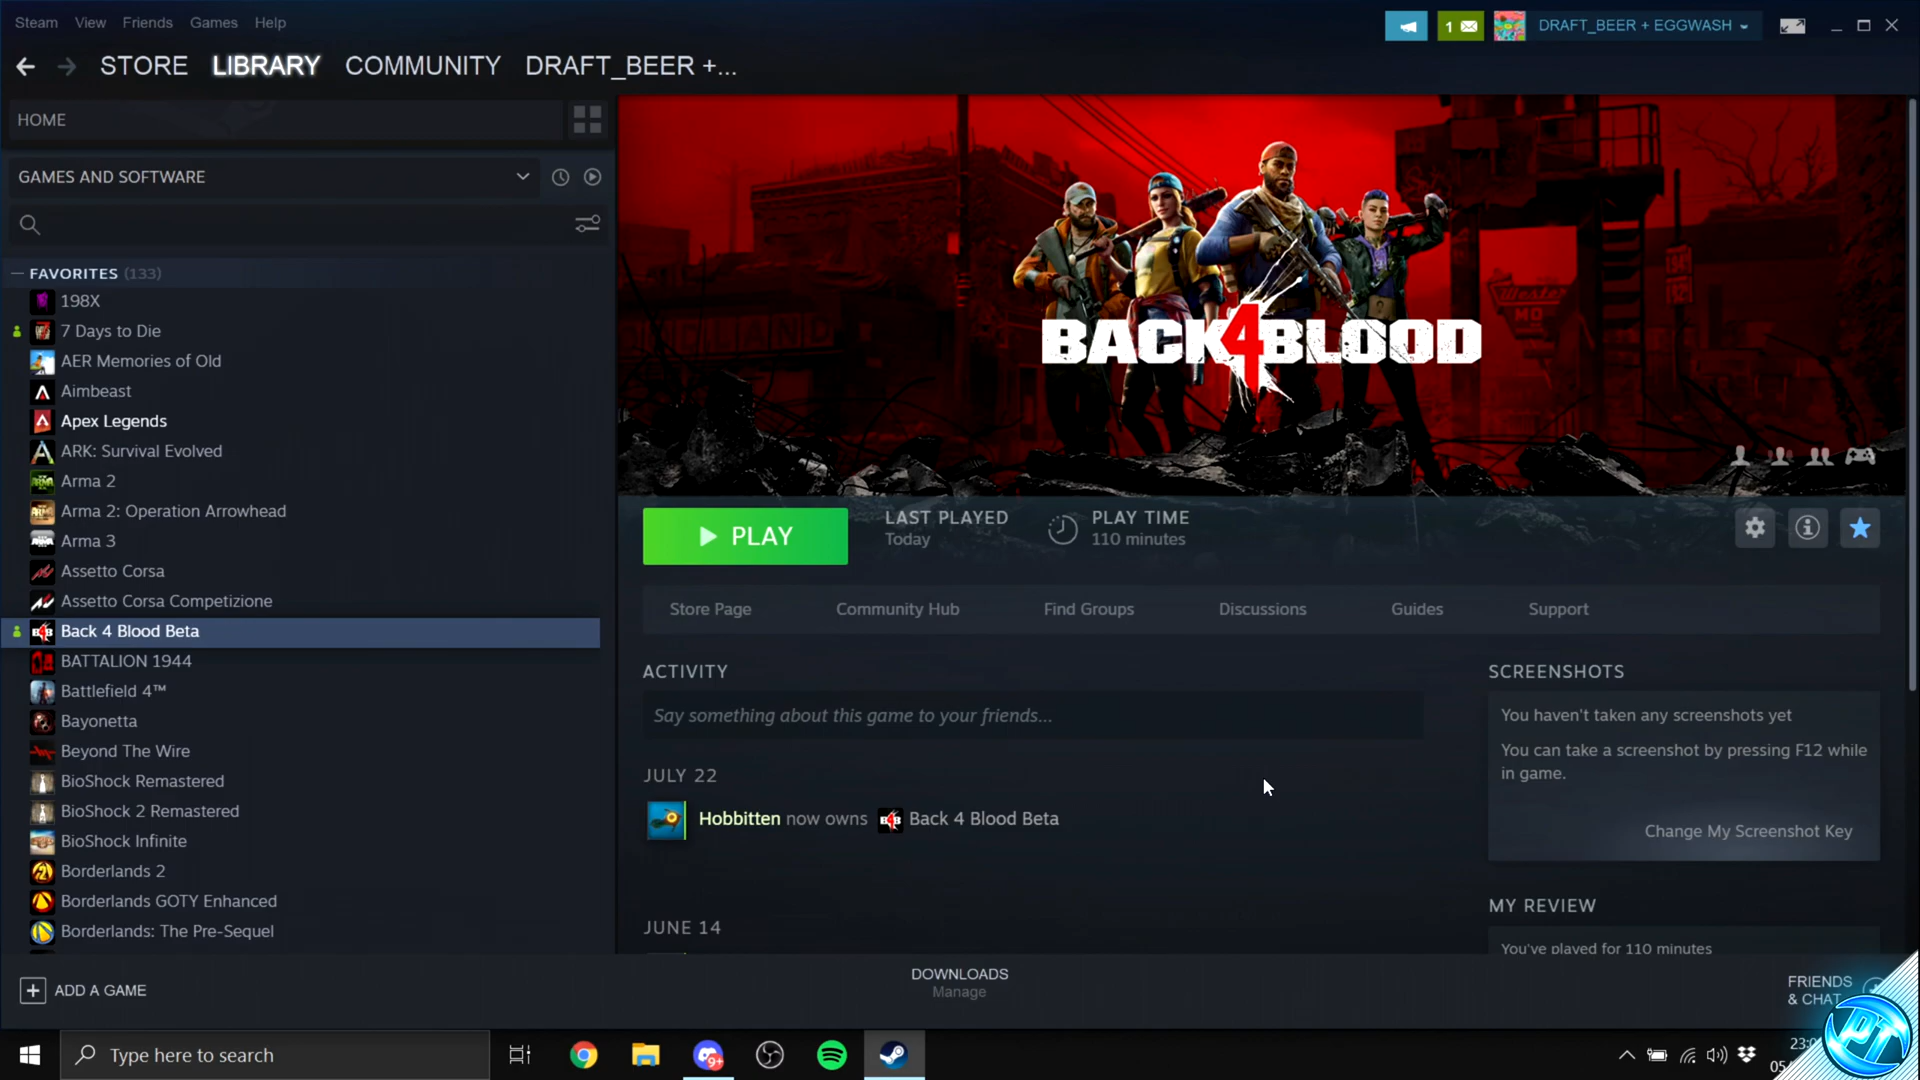 Steam View Friends Games Help
1
DRAFT_BEER + EGGWASH
STORE LIBRARY COMMUNITY DRAFT_BEER +...
HOME
GAMES AND SOFTWARE
FAVORITES (133)
198X
7 Days to Die
AER Memories of Old
Aimbeast
Apex Legends
ARK: Survival Evolved
Arma 2
Arma 2: Operation Arrowhead
Arma 3
Assetto Corsa
Assetto Corsa Competizione
Back 4 Blood Beta
BATTALION 1944
Battlefield 4™
Bayonetta
Beyond The Wire
BioShock Remastered
BioShock 2 Remastered
BioShock Infinite
Borderlands 2
Borderlands GOTY Enhanced
Borderlands: The Pre-Sequel
ADD A GAME
BACK4BLOOD
PLAY
LAST PLAYED
Today
PLAY TIME
110 minutes
Store Page Community Hub Find Groups Discussions Guides Support
ACTIVITY
Say something about this game to your friends...
JULY 22
Hobbitten now owns Back 4 Blood Beta
JUNE 14
SCREENSHOTS
You haven't taken any screenshots yet
You can take a screenshot by pressing F12 while
in game.
Change My Screenshot Key
MY REVIEW
You've played for 110 minutes
DOWNLOADS
Manage
FRIENDS
& CHAT
Type here to search
9+